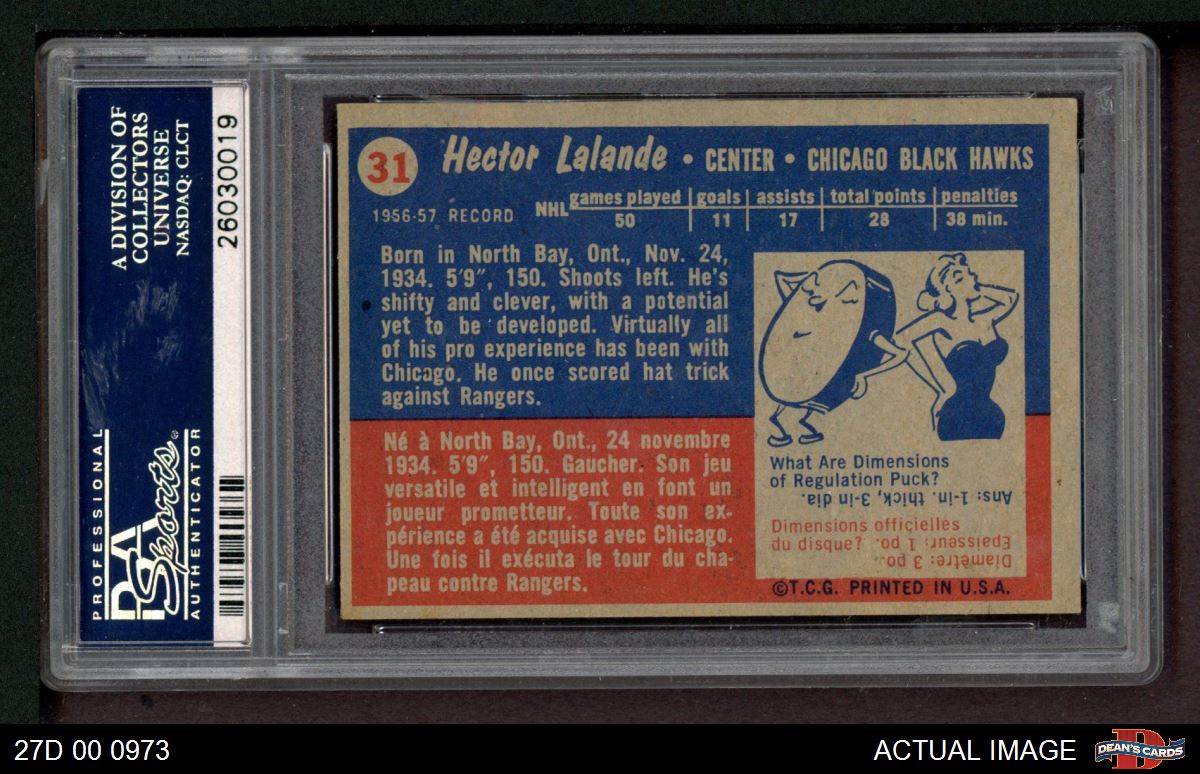 A DIVISION OF
COLLECTORS
UNIVERSE
NASDAQ: CLCT
26030019
PROFESSIONAL
PSA
Sports®
AUTHENTICATOR
31
Hector Lalande • CENTER • CHICAGO BLACK HAWKS
1956-57 RECORD
NHL
games played goals assists total points penalties
50 11 17 28 38 min.
Born in North Bay, Ont., Nov. 24,
1934. 5'9", 150. Shoots left. He's
shifty and clever, with a potential
yet to be developed. Virtually all
of his pro experience has been with
Chicago. He once scored hat trick
against Rangers.
Né à North Bay, Ont., 24 novembre
1934. 5'9", 150. Gaucher. Son jeu
versatile et intelligent en font un
joueur prometteur. Toute son ex-
périence a été acquise avec Chicago.
Une fois il exécuta le tour du cha-
peau contre Rangers.
What Are Dimensions
of Regulation Puck?
Ans: 1-in. thick, 3-in dia.
Dimensions officielles
du disque?
Epaisseur: 1 po.
Diamètre: 3 po.
©T.C.G. PRINTED IN U.S.A.
27D 00 0973
ACTUAL IMAGE
DEAN'S CARDS